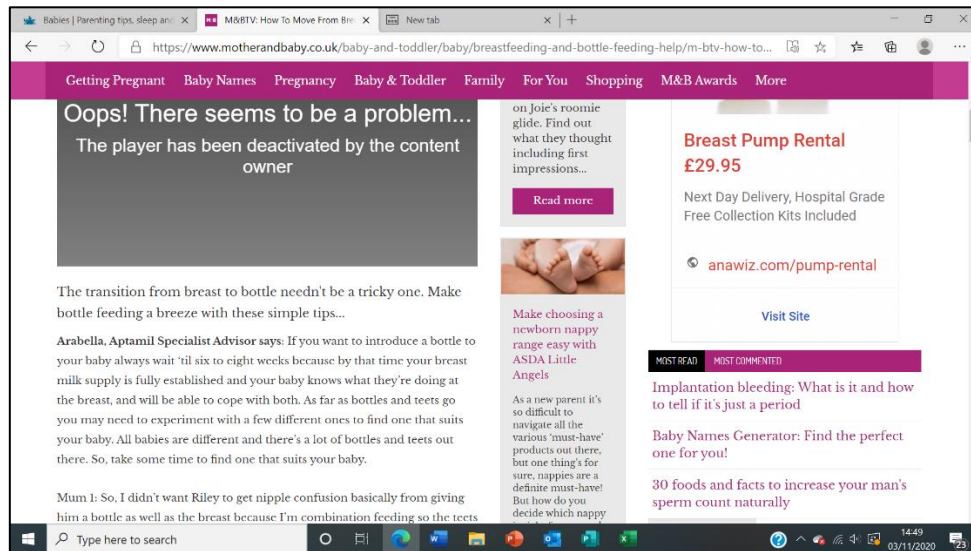 Babies | Parenting tips, sleep and
M&BTV: How To Move From Bre
New tab
https://www.motherandbaby.co.uk/baby-and-toddler/baby/breastfeeding-and-bottle-feeding-help/m-btv-how-to...
Getting Pregnant Baby Names Pregnancy Baby & Toddler Family For You Shopping M&B Awards More
Oops! There seems to be a problem...
The player has been deactivated by the content
owner
The transition from breast to bottle needn't be a tricky one. Make
bottle feeding a breeze with these simple tips...
Arabella, Aptamil Specialist Advisor says: If you want to introduce a bottle to
your baby always wait 'til six to eight weeks because by that time your breast
milk supply is fully established and your baby knows what they're doing at
the breast, and will be able to cope with both. As far as bottles and teets go
you may need to experiment with a few different ones to find one that suits
your baby. All babies are different and there's a lot of bottles and teets out
there. So, take some time to find one that suits your baby.
Mum 1: So, I didn't want Riley to get nipple confusion basically from giving
him a bottle as well as the breast because I'm combination feeding so the teets
on Joie's roomie
glide. Find out
what they thought
including first
impressions...
Read more
Make choosing a
newborn nappy
range easy with
ASDA Little
Angels
As a new parent it's
so difficult to
navigate all the
various 'must-have'
products out there,
but one thing's for
sure, nappies are a
definite must-have!
But how do you
decide which nappy
Breast Pump Rental
£29.95
Next Day Delivery, Hospital Grade
Free Collection Kits Included
anawiz.com/pump-rental
Visit Site
MOST READ MOST COMMENTED
Implantation bleeding: What is it and how
to tell if it's just a period
Baby Names Generator: Find the perfect
one for you!
30 foods and facts to increase your man's
sperm count naturally
Type here to search
14:49
03/11/2020
23